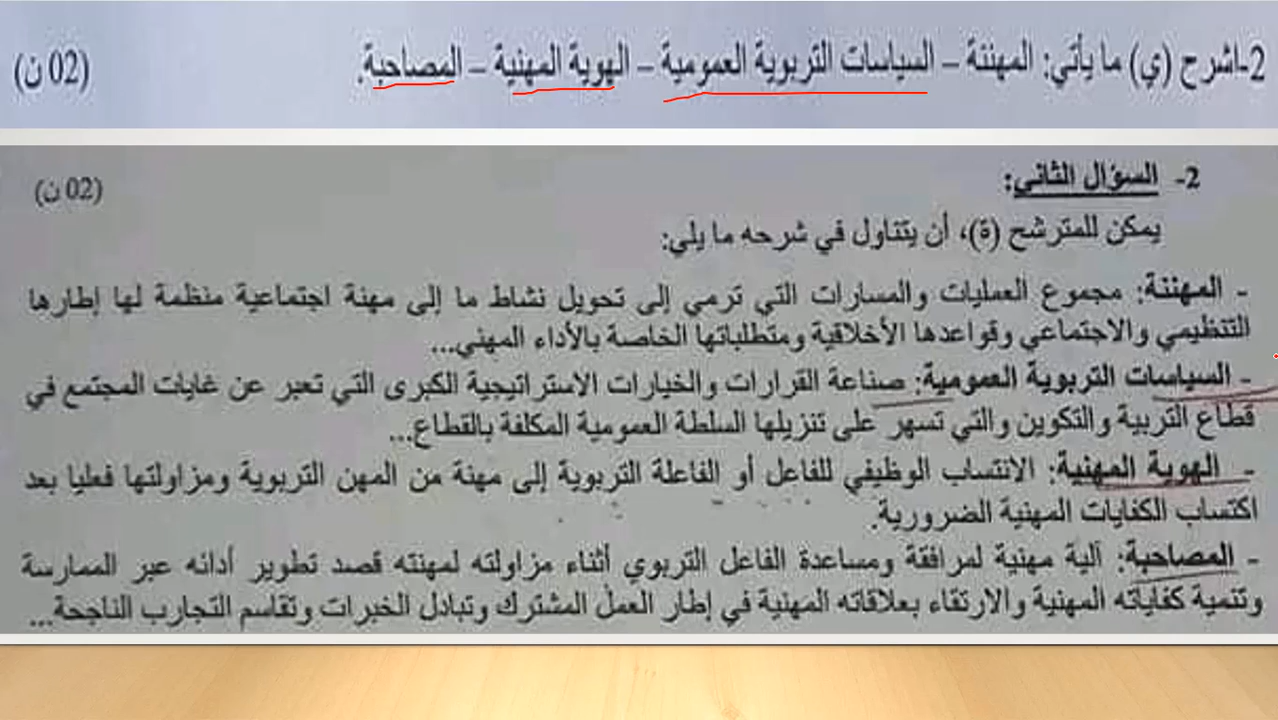 2-اشرح (ي) ما يأتي: المهننة – السياسات التربوية العمومية – الهوية المهنية – المصاحبة. (02 ن)
2- السؤال الثاني: (02 ن)
يمكن للمترشح (ة)، أن يتناول في شرحه ما يلي:
- المهننة: مجموع العمليات والمسارات التي ترمي إلى تحويل نشاط ما إلى مهنة اجتماعية منظمة لها إطارها
التنظيمي والاجتماعي وقواعدها الأخلاقية ومتطلباتها الخاصة بالأداء المهني...
- السياسات التربوية العمومية: صناعة القرارات والخيارات الاستراتيجية الكبرى التي تعبر عن غايات المجتمع في
قطاع التربية والتكوين والتي تسهر على تنزيلها السلطة العمومية المكلفة بالقطاع...
- الهوية المهنية: الانتساب الوظيفي للفاعل أو الفاعلة التربوية إلى مهنة من المهن التربوية ومزاولتها فعليا بعد
اكتساب الكفايات المهنية الضرورية.
- المصاحبة: آلية مهنية لمرافقة ومساعدة الفاعل التربوي أثناء مزاولته لمهنته قصد تطوير أدائه عبر الممارسة
وتنمية كفاياته المهنية والارتقاء بعلاقاته المهنية في إطار العمل المشترك وتبادل الخبرات وتقاسم التجارب الناجحة...